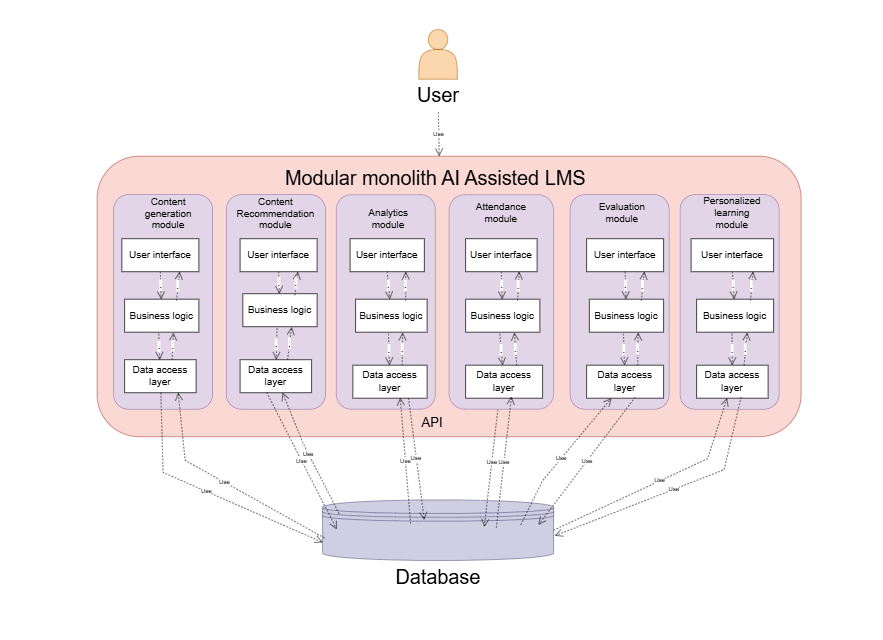 User
Use
Modular monolith AI Assisted LMS
Content
generation
module
User interface
Business logic
Data access
layer
Content
Recommendation
module
User interface
Business logic
Data access
layer
Analytics
module
User interface
Business logic
Data access
layer
Attendance
module
User interface
Business logic
Data access
layer
Evaluation
module
User interface
Business logic
Data access
layer
Personalized
learning
module
User interface
Business logic
Data access
layer
API
Use
Use
Use
Use
Use
Use
Use
Use
Use
Use
Use
Use
Database